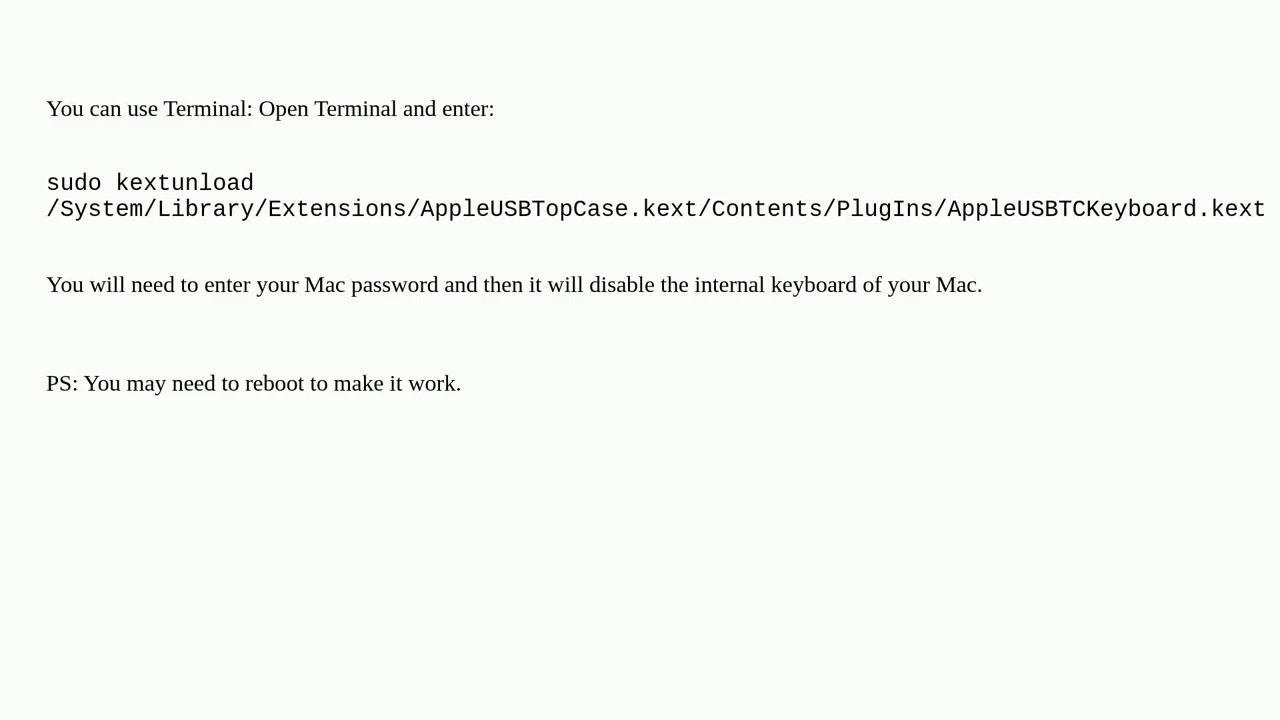 You can use Terminal: Open Terminal and enter:
sudo kextunload
/System/Library/Extensions/AppleUSBTopCase.kext/Contents/PlugIns/AppleUSBTCKeyboard.kext
You will need to enter your Mac password and then it will disable the internal keyboard of your Mac.
PS: You may need to reboot to make it work.